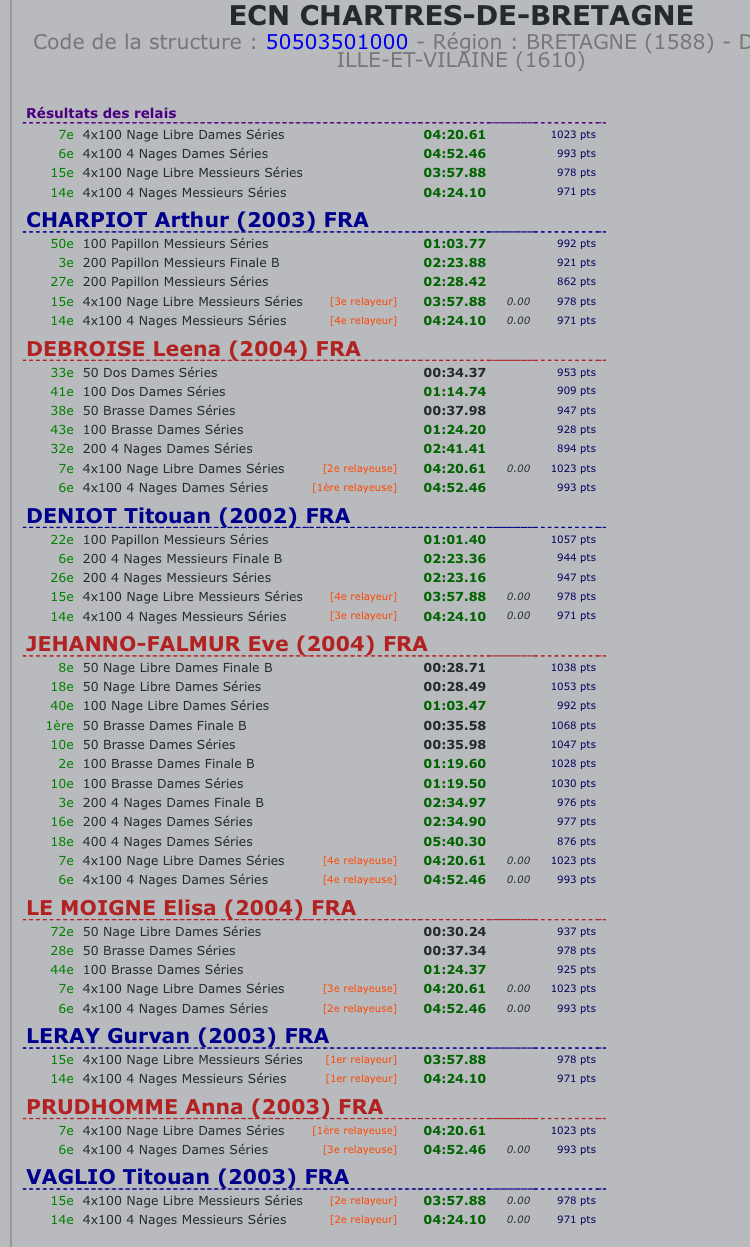 ECN CHARTRES-DE-BRETAGNE
Code de la structure : 50503501000 - Région : BRETAGNE (1588) - D
ILLE-ET-VILAINE (1610)
Résultats des relais
7e 4x100 Nage Libre Dames Séries 04:20.61 1023 pts
6e 4x100 4 Nages Dames Séries 04:52.46 993 pts
15e 4x100 Nage Libre Messieurs Séries 03:57.88 978 pts
14e 4x100 4 Nages Messieurs Séries 04:24.10 971 pts
CHARPIOT Arthur (2003) FRA
50e 100 Papillon Messieurs Séries 01:03.77 992 pts
3e 200 Papillon Messieurs Finale B 02:23.88 921 pts
27e 200 Papillon Messieurs Séries 02:28.42 862 pts
15e 4x100 Nage Libre Messieurs Séries [3e relayeur] 03:57.88 0.00 978 pts
14e 4x100 4 Nages Messieurs Séries [4e relayeur] 04:24.10 0.00 971 pts
DEBROISE Leena (2004) FRA
33e 50 Dos Dames Séries 00:34.37 953 pts
41e 100 Dos Dames Séries 01:14.74 909 pts
38e 50 Brasse Dames Séries 00:37.98 947 pts
43e 100 Brasse Dames Séries 01:24.20 928 pts
32e 200 4 Nages Dames Séries 02:41.41 894 pts
7e 4x100 Nage Libre Dames Séries [2e relayeuse] 04:20.61 0.00 1023 pts
6e 4x100 4 Nages Dames Séries [1ère relayeuse] 04:52.46 993 pts
DENIOT Titouan (2002) FRA
22e 100 Papillon Messieurs Séries 01:01.40 1057 pts
6e 200 4 Nages Messieurs Finale B 02:23.36 944 pts
26e 200 4 Nages Messieurs Séries 02:23.16 947 pts
15e 4x100 Nage Libre Messieurs Séries [4e relayeur] 03:57.88 0.00 978 pts
14e 4x100 4 Nages Messieurs Séries [3e relayeur] 04:24.10 0.00 971 pts
JEHANNO-FALMUR Eve (2004) FRA
8e 50 Nage Libre Dames Finale B 00:28.71 1038 pts
18e 50 Nage Libre Dames Séries 00:28.49 1053 pts
40e 100 Nage Libre Dames Séries 01:03.47 992 pts
1ère 50 Brasse Dames Finale B 00:35.58 1068 pts
10e 50 Brasse Dames Séries 00:35.98 1047 pts
2e 100 Brasse Dames Finale B 01:19.60 1028 pts
10e 100 Brasse Dames Séries 01:19.50 1030 pts
3e 200 4 Nages Dames Finale B 02:34.97 976 pts
16e 200 4 Nages Dames Séries 02:34.90 977 pts
18e 400 4 Nages Dames Séries 05:40.30 876 pts
7e 4x100 Nage Libre Dames Séries [4e relayeuse] 04:20.61 0.00 1023 pts
6e 4x100 4 Nages Dames Séries [4e relayeuse] 04:52.46 0.00 993 pts
LE MOIGNE Elisa (2004) FRA
72e 50 Nage Libre Dames Séries 00:30.24 937 pts
28e 50 Brasse Dames Séries 00:37.34 978 pts
44e 100 Brasse Dames Séries 01:24.37 925 pts
7e 4x100 Nage Libre Dames Séries [3e relayeuse] 04:20.61 0.00 1023 pts
6e 4x100 4 Nages Dames Séries [2e relayeuse] 04:52.46 0.00 993 pts
LERAY Gurvan (2003) FRA
15e 4x100 Nage Libre Messieurs Séries [1er relayeur] 03:57.88 978 pts
14e 4x100 4 Nages Messieurs Séries [1er relayeur] 04:24.10 971 pts
PRUDHOMME Anna (2003) FRA
7e 4x100 Nage Libre Dames Séries [1ère relayeuse] 04:20.61 1023 pts
6e 4x100 4 Nages Dames Séries [3e relayeuse] 04:52.46 0.00 993 pts
VAGLIO Titouan (2003) FRA
15e 4x100 Nage Libre Messieurs Séries [2e relayeur] 03:57.88 0.00 978 pts
14e 4x100 4 Nages Messieurs Séries [2e relayeur] 04:24.10 0.00 971 pts